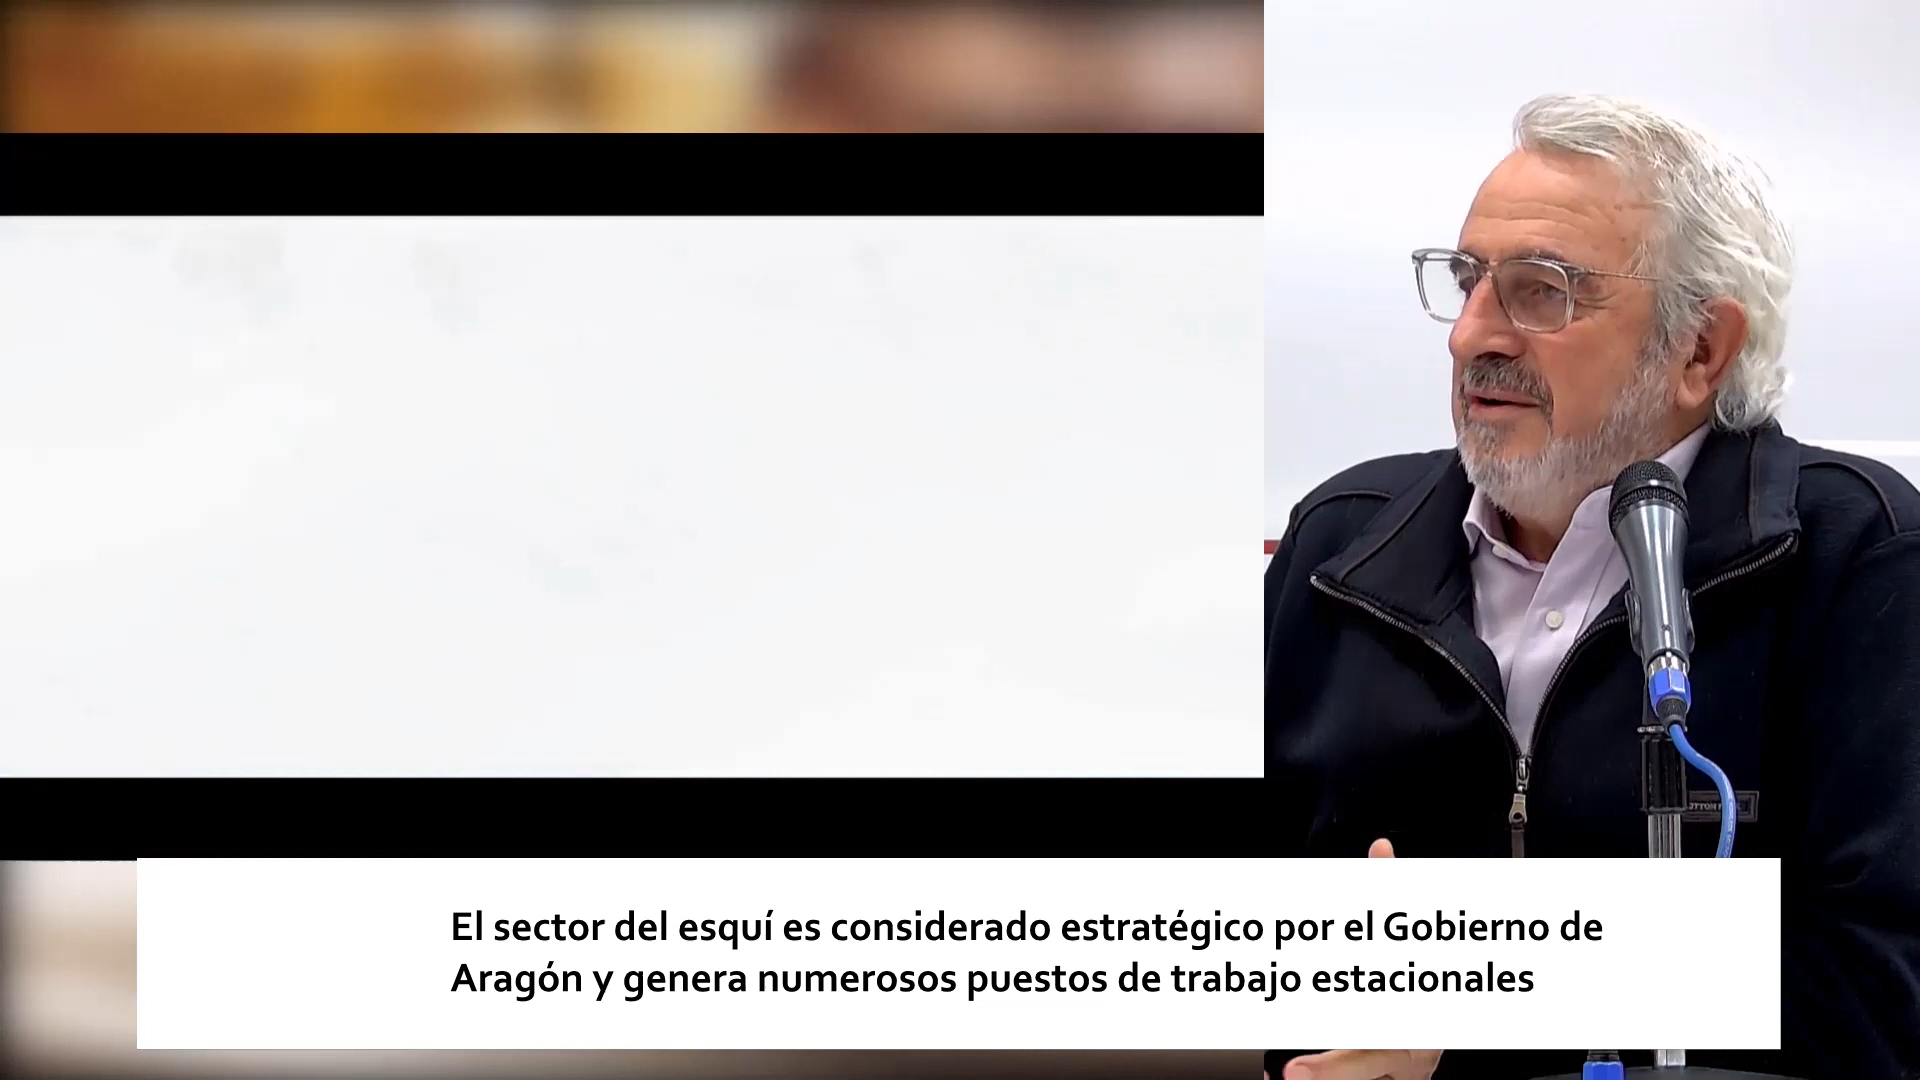 El sector del esquí es considerado estratégico por el Gobierno de
Aragón y genera numerosos puestos de trabajo estacionales